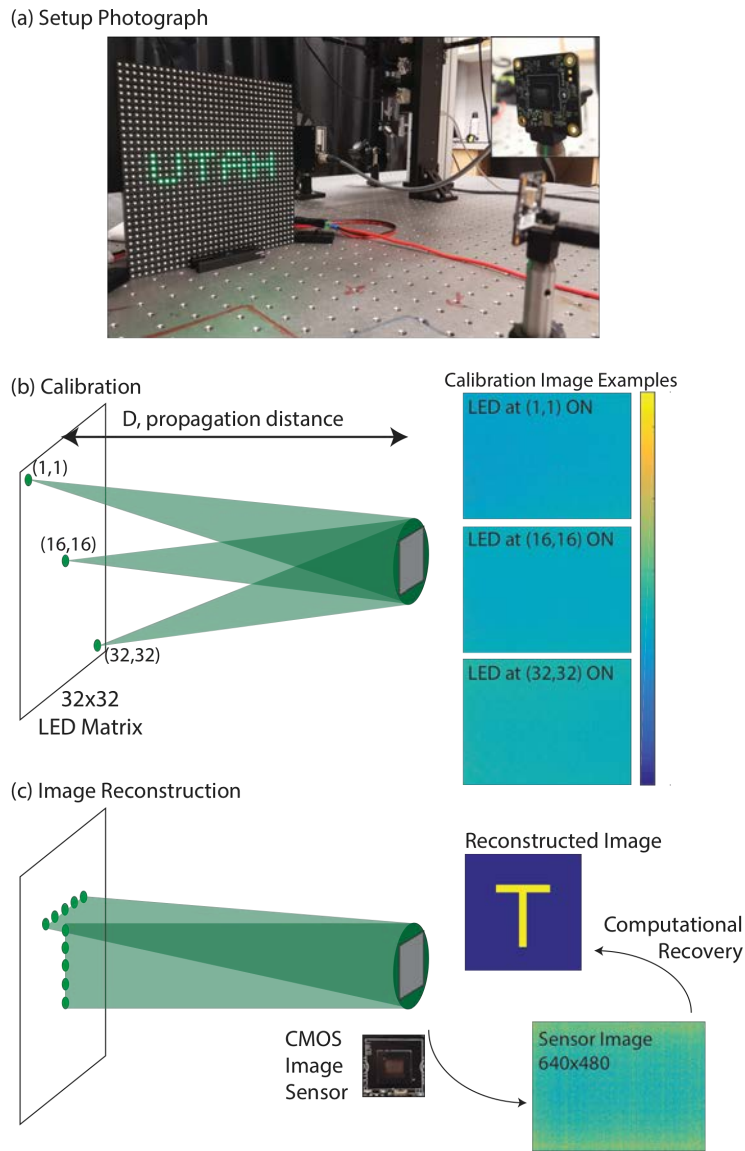 (a) Setup Photograph
UTAH
(b) Calibration
Calibration Image Examples
D, propagation distance
LED at (1,1) ON
(1,1)
(16,16)
LED at (16,16) ON
(32,32)
LED at (32,32) ON
32x32
LED Matrix
(c) Image Reconstruction
Reconstructed Image
T
Computational
Recovery
CMOS
Image
Sensor
Sensor Image
640x480